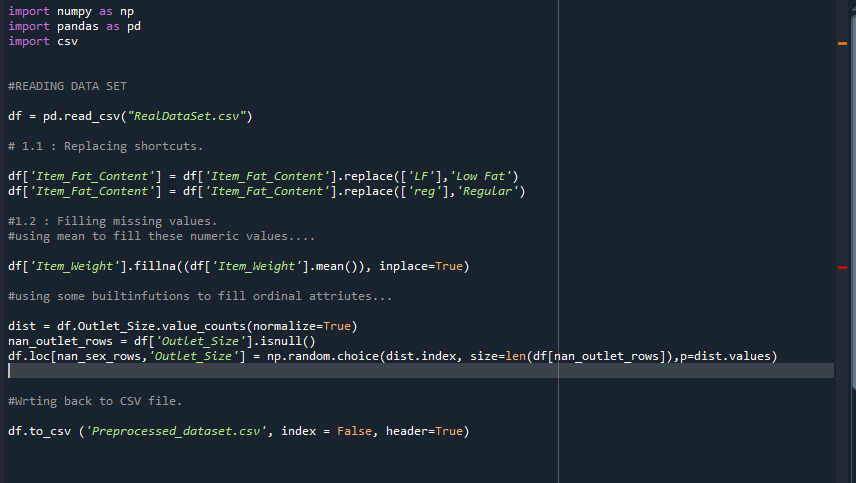 import numpy as np
import pandas as pd
import csv
#READING DATA SET
df = pd.read_csv("RealDataSet.csv")
# 1.1 : Replacing shortcuts.
df['Item_Fat_Content'] = df['Item_Fat_Content'].replace(['LF'],'Low Fat')
df['Item_Fat_Content'] = df['Item_Fat_Content'].replace(['reg'],'Regular')
#1.2 : Filling missing values.
#using mean to fill these numeric values....
df['Item_Weight'].fillna((df['Item_Weight'].mean()), inplace=True)
#using some builtinfutions to fill ordinal attriutes...
dist = df.Outlet_Size.value_counts(normalize=True)
nan_outlet_rows = df['Outlet_Size'].isnull()
df.loc[nan_sex_rows,'Outlet_Size'] = np.random.choice(dist.index, size=len(df[nan_outlet_rows]),p=dist.values)
#Wrting back to CSV file.
df.to_csv ('Preprocessed_dataset.csv', index = False, header=True)